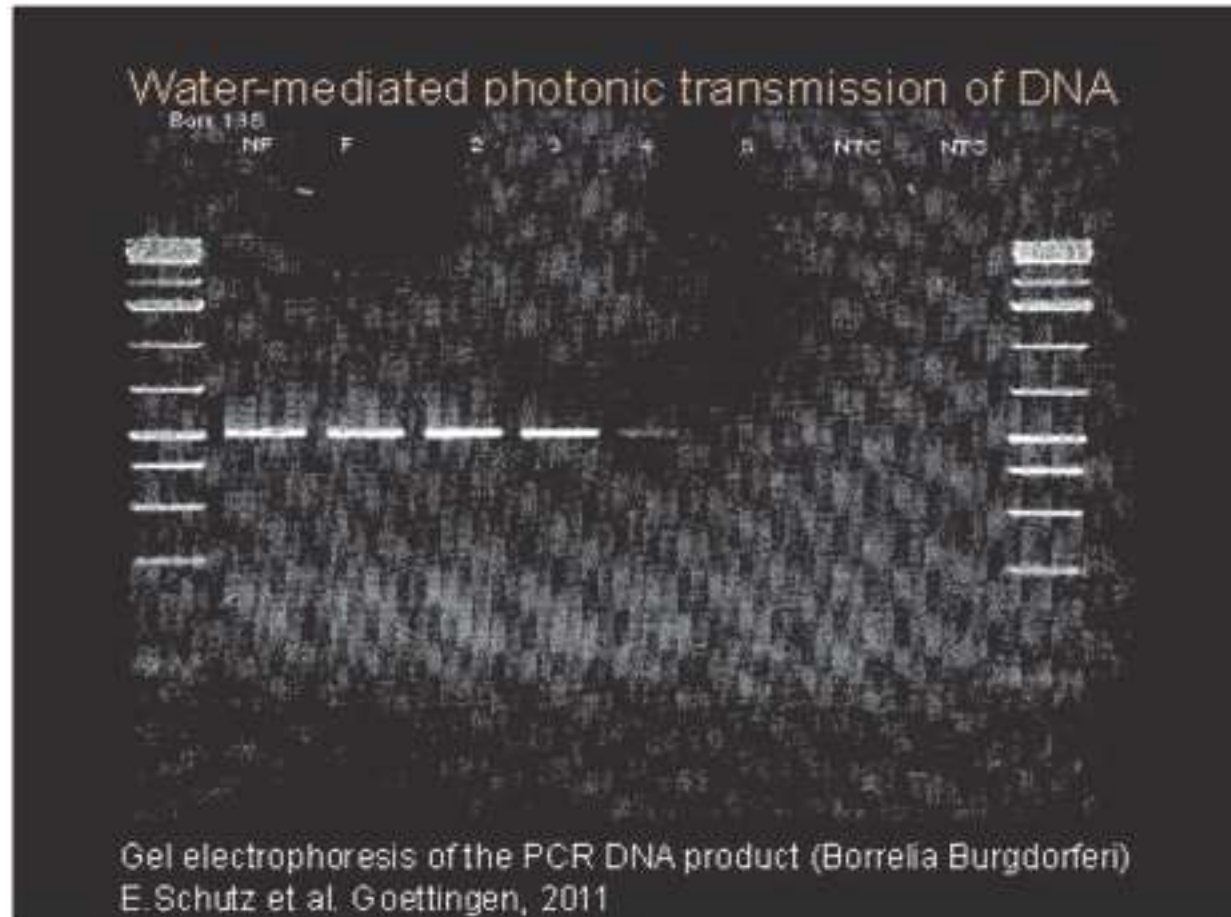 Water-mediated photonic transmission of DNA
NF F 2 3 4 NTC NTC
Gel electrophoresis of the PCR DNA product (Borrelia Burgdorferi)
E.Schutz et al. Goettingen, 2011